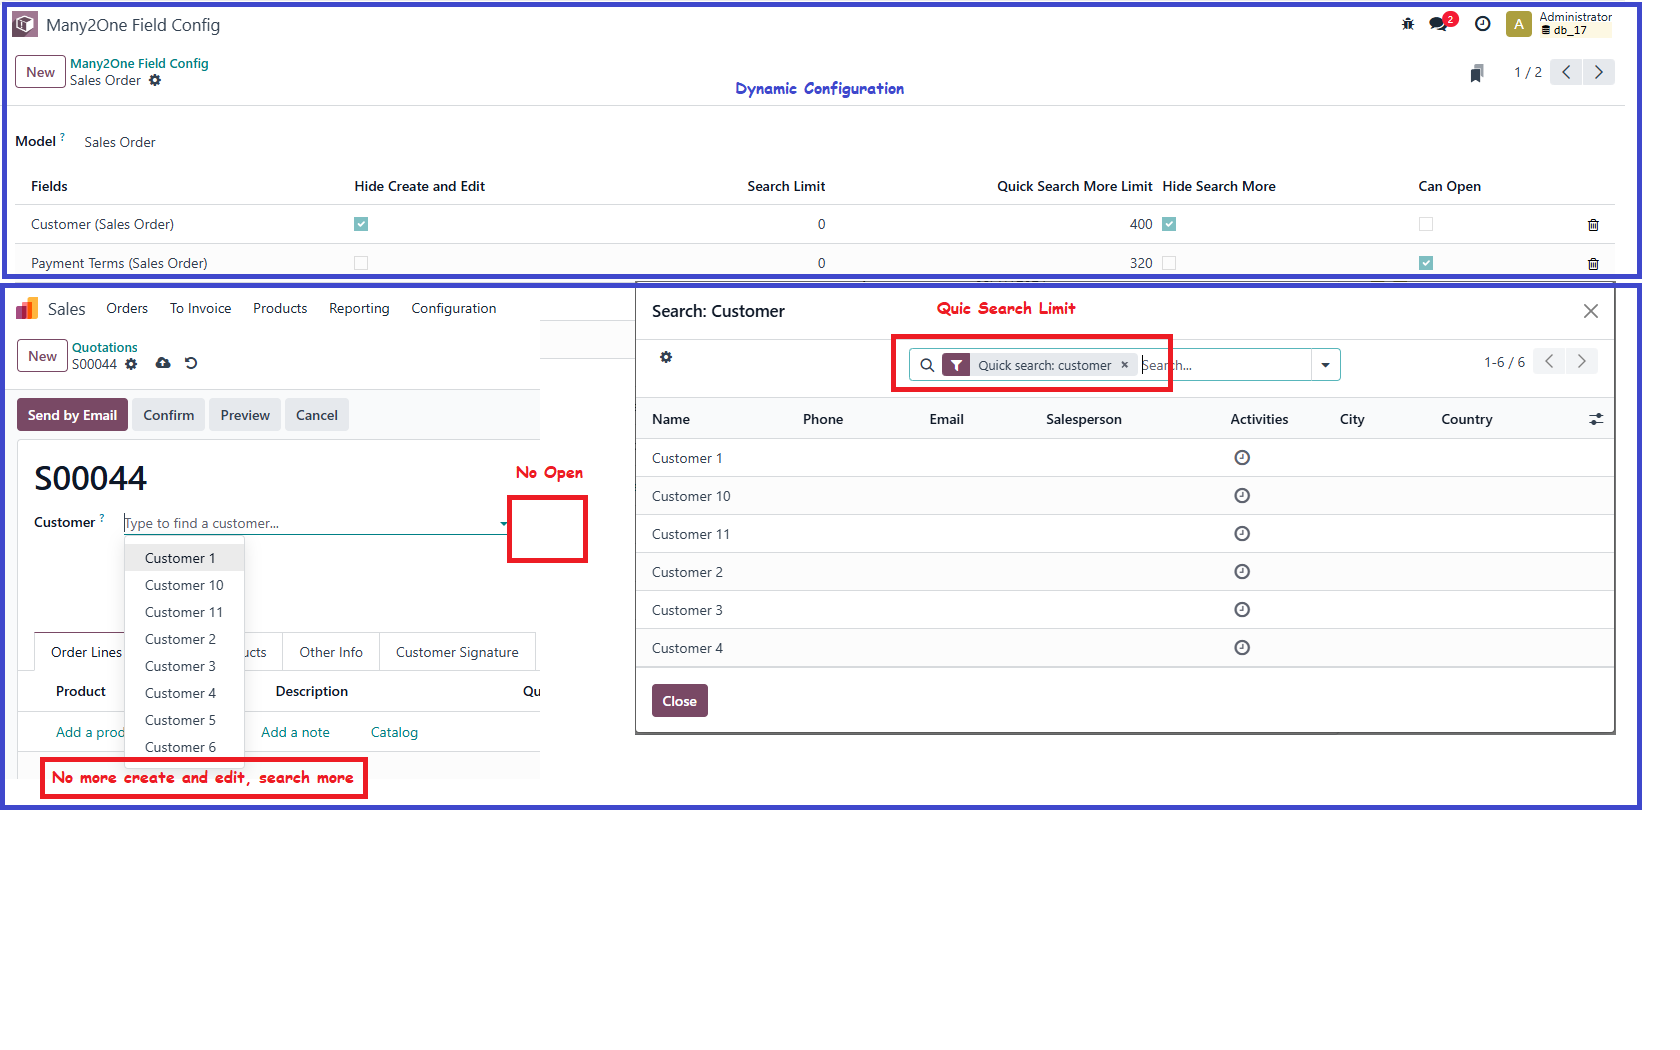 Many2One Field Config
2
A
Administrator
db_17
New
Many2One Field Config
Sales Order
Dynamic Configuration
1 / 2
Model ? Sales Order
Fields Hide Create and Edit Search Limit Quick Search More Limit Hide Search More Can Open
Customer (Sales Order) 0 400
Payment Terms (Sales Order) 0 320
Sales Orders To Invoice Products Reporting Configuration
New
Quotations
S00044
Send by Email Confirm Preview Cancel
S00044
No Open
Customer ? Type to find a customer...
Customer 1
Customer 10
Customer 11
Customer 2
Customer 3
Customer 4
Customer 5
Customer 6
Order Lines ucts Other Info Customer Signature
Product Description Qu
Add a prod Add a note Catalog
No more create and edit, search more
Search: Customer
Quic Search Limit
Quick search: customer × Search...
1-6 / 6
Name Phone Email Salesperson Activities City Country
Customer 1
Customer 10
Customer 11
Customer 2
Customer 3
Customer 4
Close